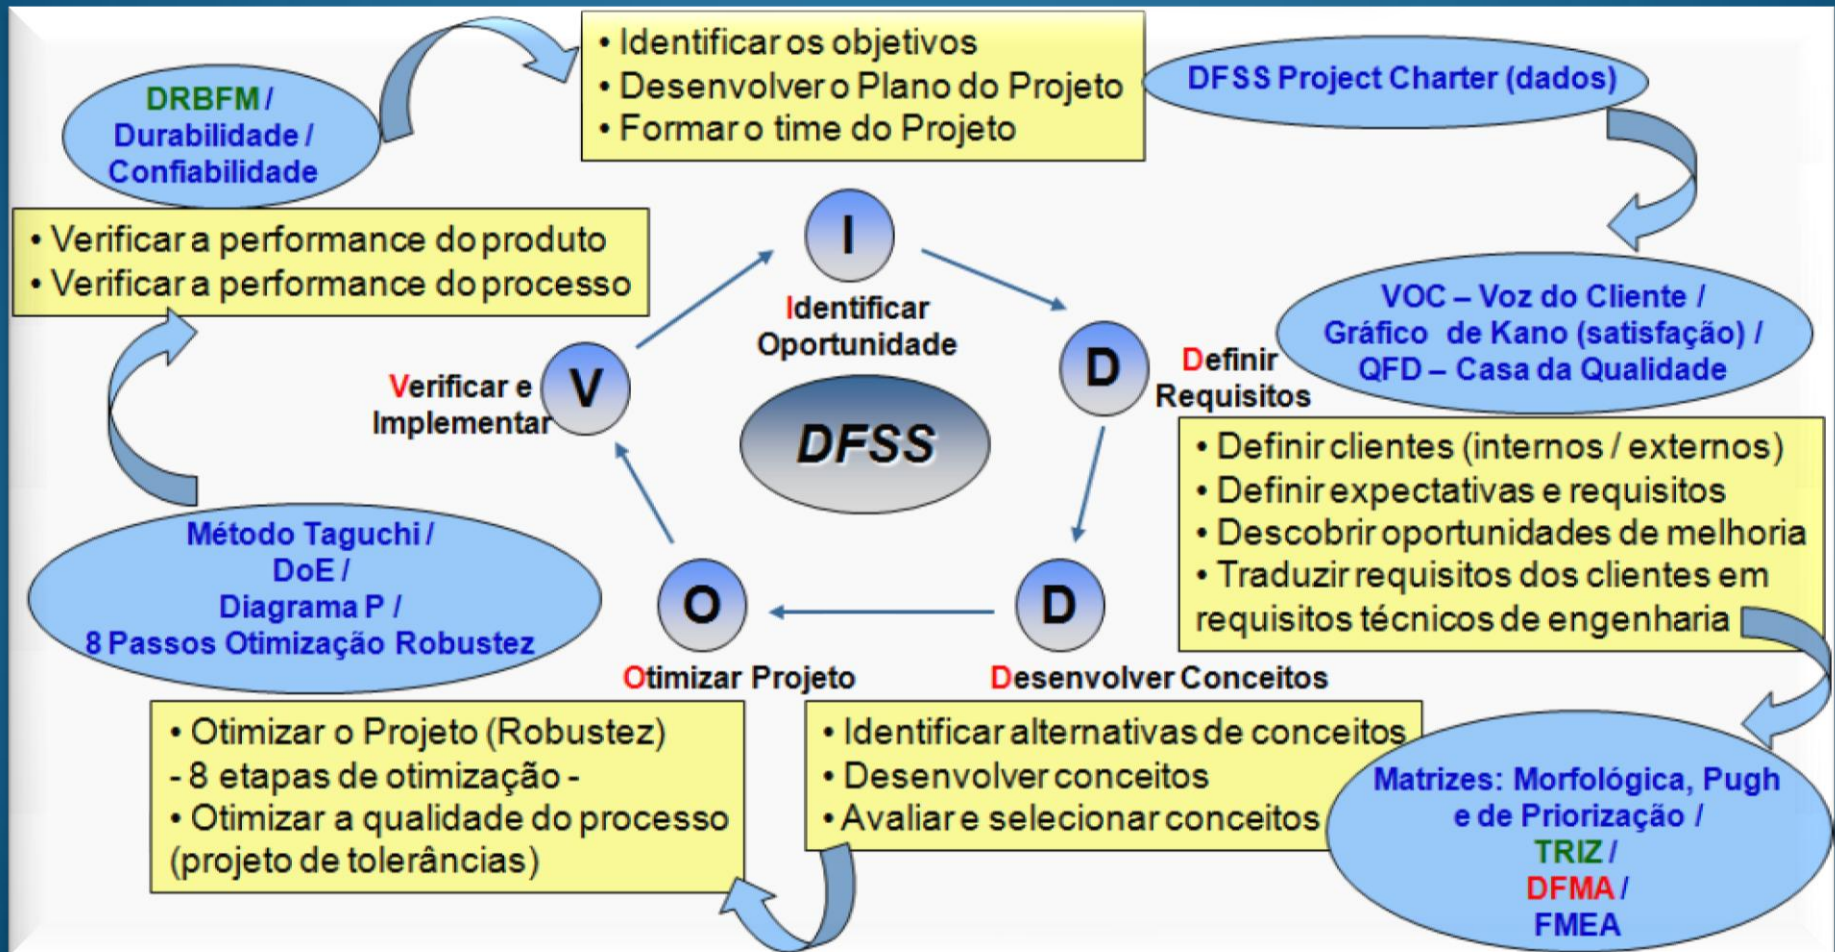 • Identificar os objetivos
• Desenvolver o Plano do Projeto
• Formar o time do Projeto
DFSS Project Charter (dados)
DRBFM /
Durabilidade /
Confiabilidade
• Verificar a performance do produto
• Verificar a performance do processo
I
Identificar
Oportunidade
D
Definir
Requisitos
VOC – Voz do Cliente /
Gráfico de Kano (satisfação) /
QFD – Casa da Qualidade
V
Verificar e
Implementar
DFSS
• Definir clientes (internos / externos)
• Definir expectativas e requisitos
• Descobrir oportunidades de melhoria
• Traduzir requisitos dos clientes em
requisitos técnicos de engenharia
Método Taguchi /
DoE /
Diagrama P /
8 Passos Otimização Robustez
O
Otimizar Projeto
D
Desenvolver Conceitos
• Otimizar o Projeto (Robustez)
- 8 etapas de otimização -
• Otimizar a qualidade do processo
(projeto de tolerâncias)
• Identificar alternativas de conceitos
• Desenvolver conceitos
• Avaliar e selecionar conceitos
Matrizes: Morfológica, Pugh
e de Priorização /
TRIZ /
DFMA /
FMEA